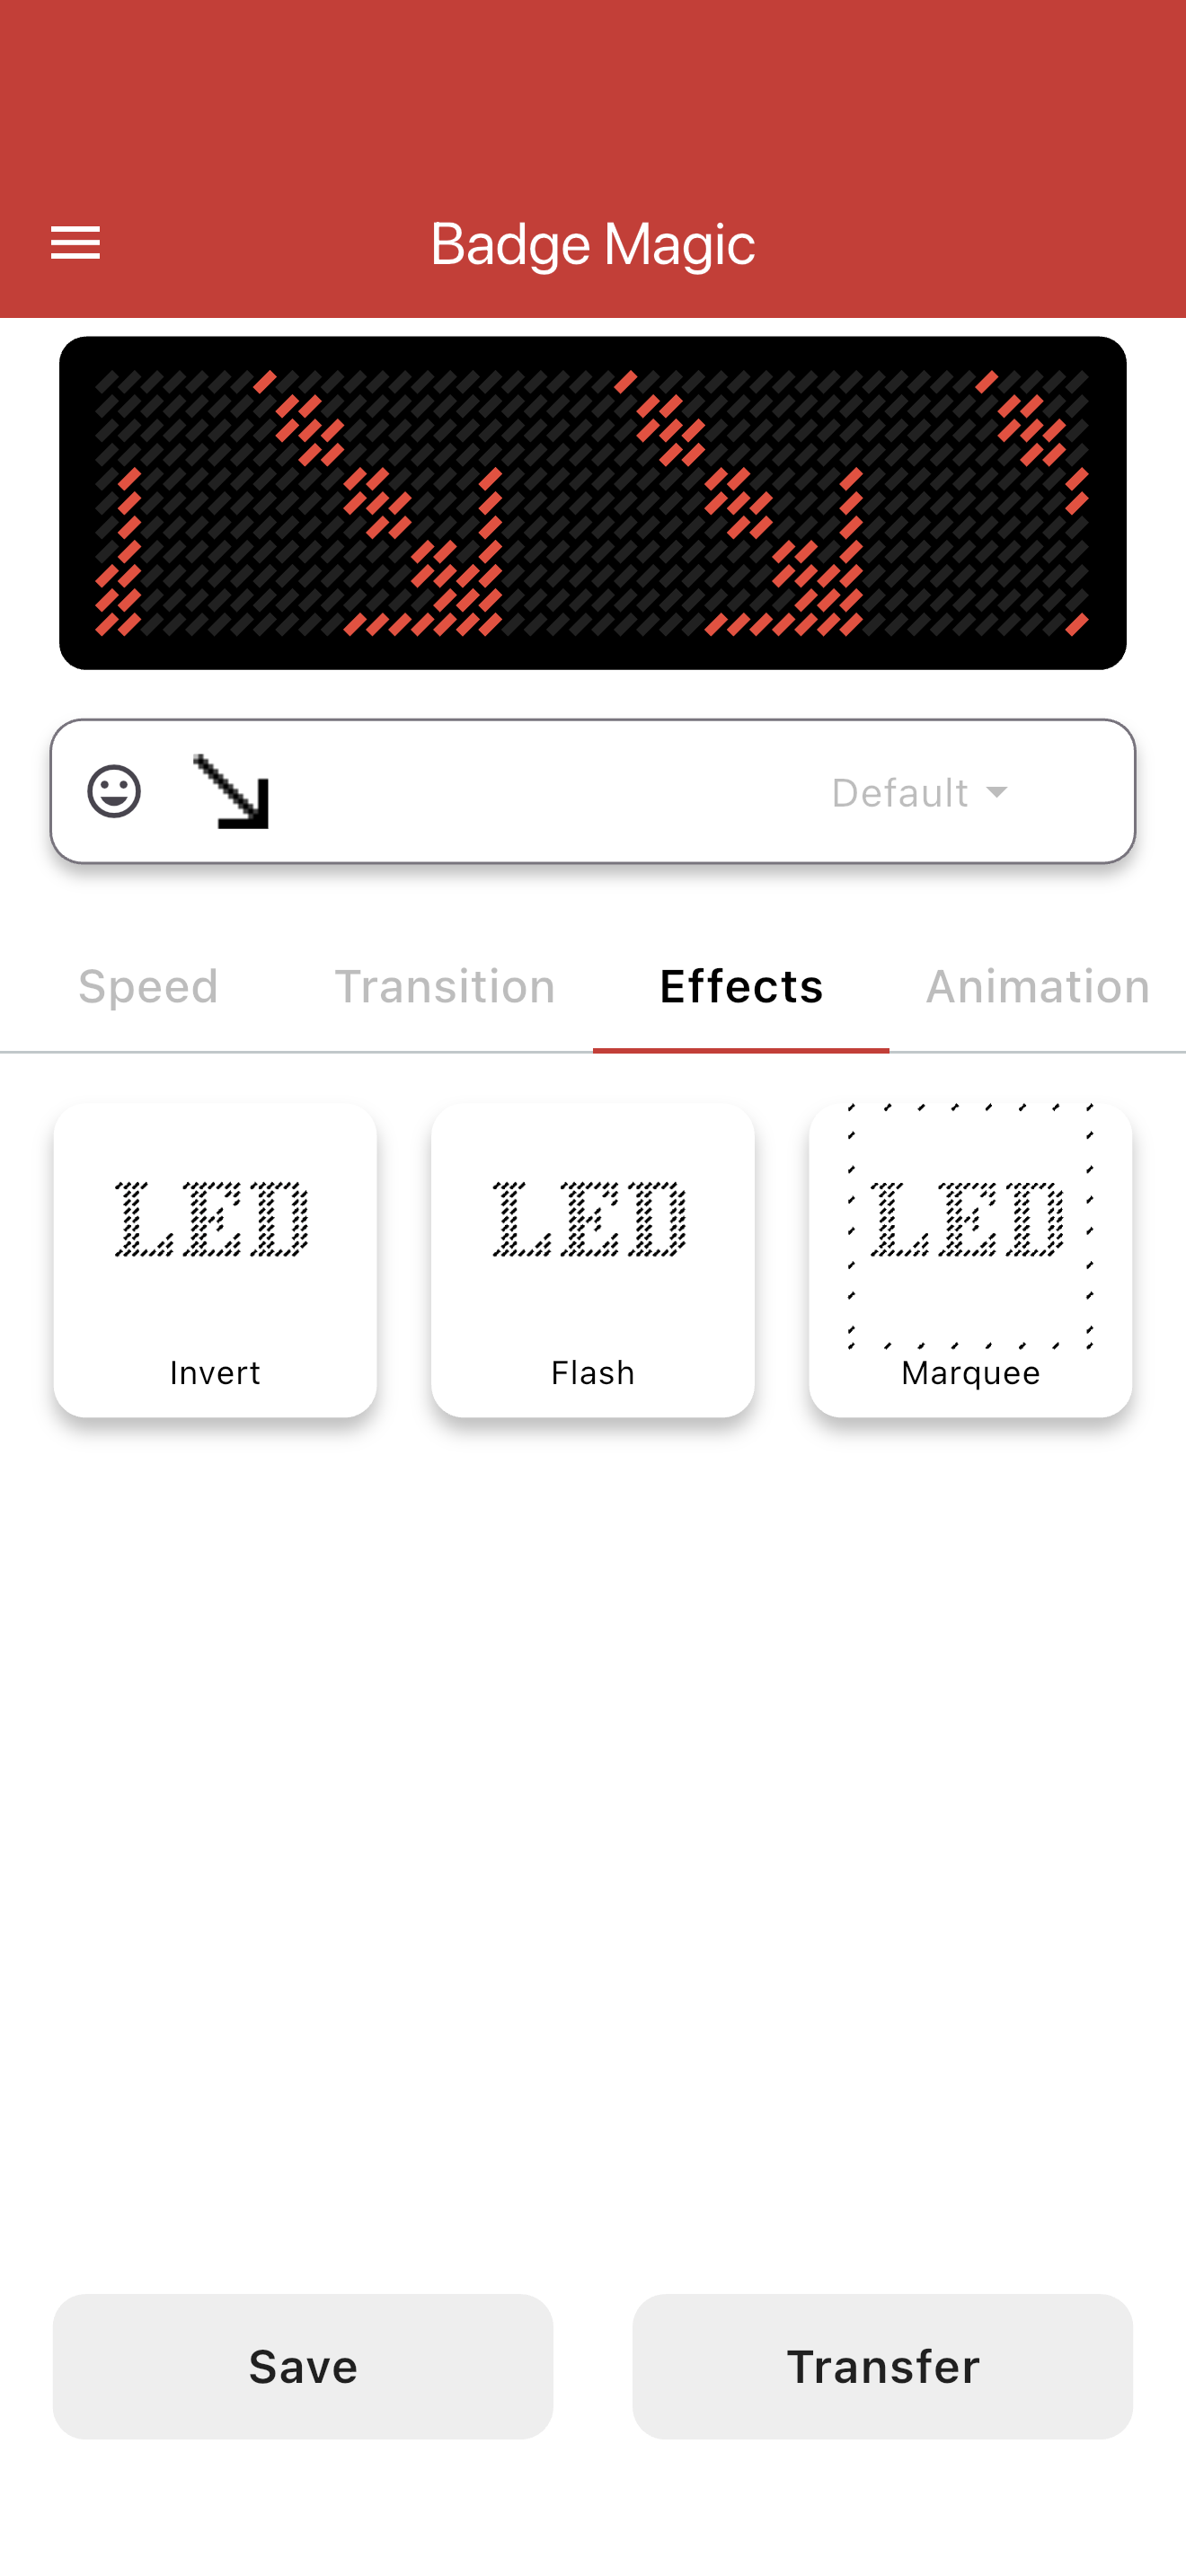 Badge Magic
Default
Speed Transition Effects Animation
LED LED LED
Invert Flash Marquee
Save Transfer